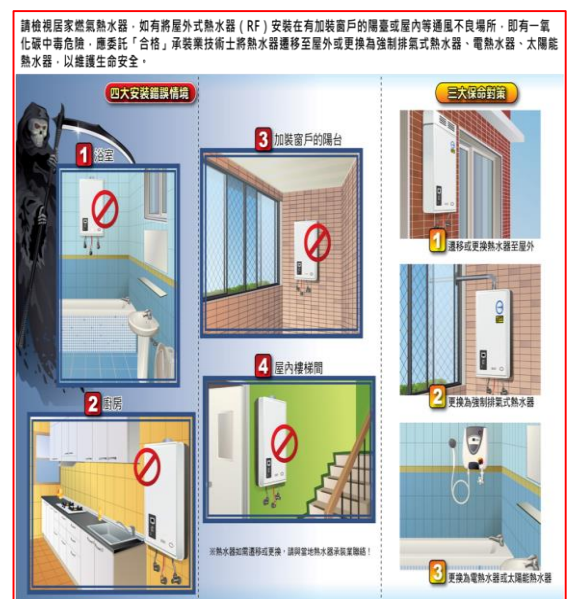 請檢視居家燃氣熱水器，如有將屋外式熱水器（RF）安裝在有加裝窗戶的陽臺或屋內等通風不良場所，即有一氧
化碳中毒危險，應委託「合格」承裝業技術士將熱水器遷移至屋外或更換為強制排氣式熱水器、電熱水器、太陽能
熱水器，以維護生命安全。
四大安裝錯誤情境
1 浴室
2 廚房
3 加裝窗戶的陽台
4 屋內樓梯間
※熱水器如需遷移或更換，請與當地熱水器承裝業聯絡！
三大保命對策
1 遷移或更換熱水器至屋外
2 更換為強制排氣式熱水器
3 更換為電熱水器或太陽能熱水器